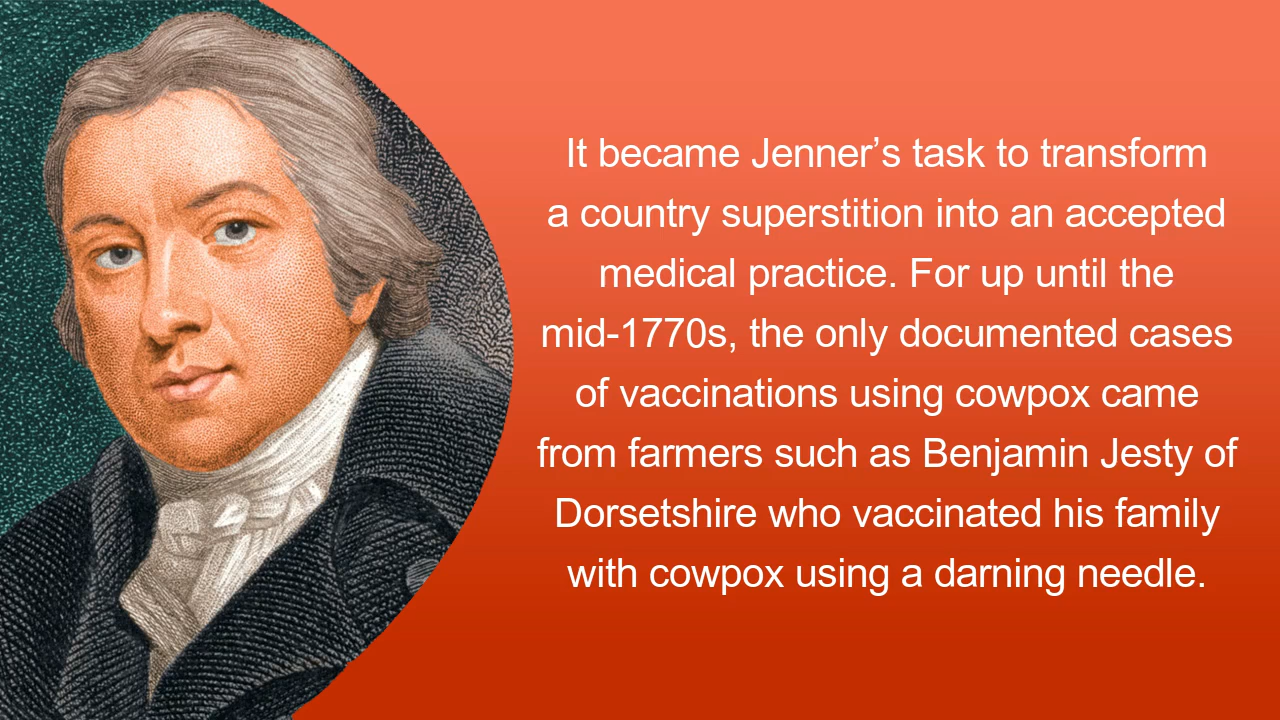 It became Jenner’s task to transform
a country superstition into an accepted
medical practice. For up until the
mid-1770s, the only documented cases
of vaccinations using cowpox came
from farmers such as Benjamin Jesty of
Dorsetshire who vaccinated his family
with cowpox using a darning needle.